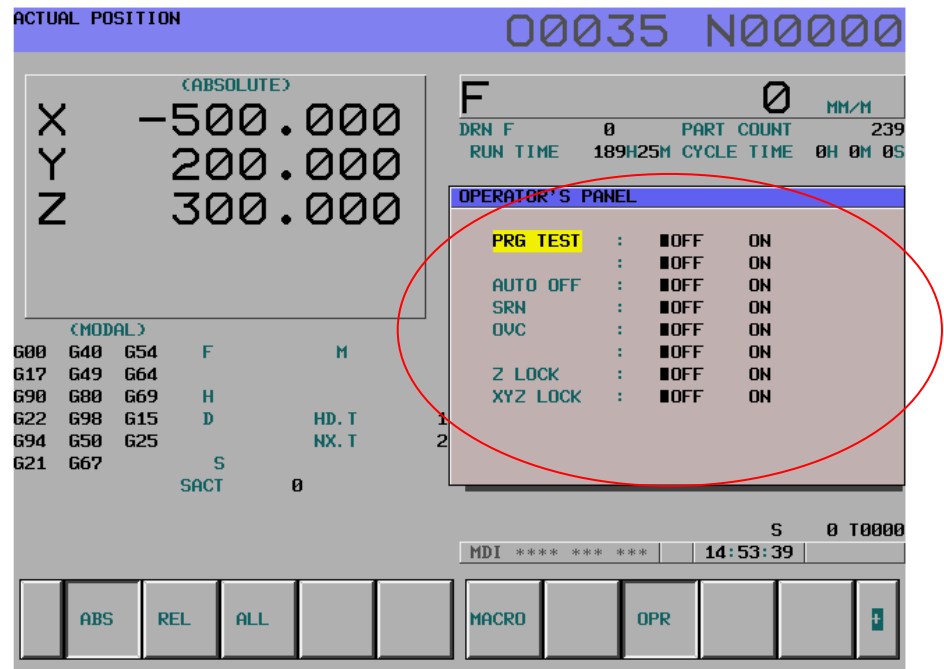 ACTUAL POSITION
O0035 N00000
(ABSOLUTE)
X -500.000
Y 200.000
Z 300.000
F 0 MM/M
DRN F 0 PART COUNT 239
RUN TIME 189H25M CYCLE TIME 0H 0M 0S
OPERATOR'S PANEL
PRG TEST : ■OFF ON
: ■OFF ON
AUTO OFF : ■OFF ON
SRN : ■OFF ON
OVC : ■OFF ON
: ■OFF ON
Z LOCK : ■OFF ON
XYZ LOCK : ■OFF ON
(MODAL)
G00 G40 G54 F M
G17 G49 G64
G90 G80 G69 H
G22 G98 G15 D HD.T 1
G94 G50 G25 NX.T 2
G21 G67 S
SACT 0
S 0 T0000
MDI **** *** *** 14:53:39
ABS REL ALL MACRO OPR +